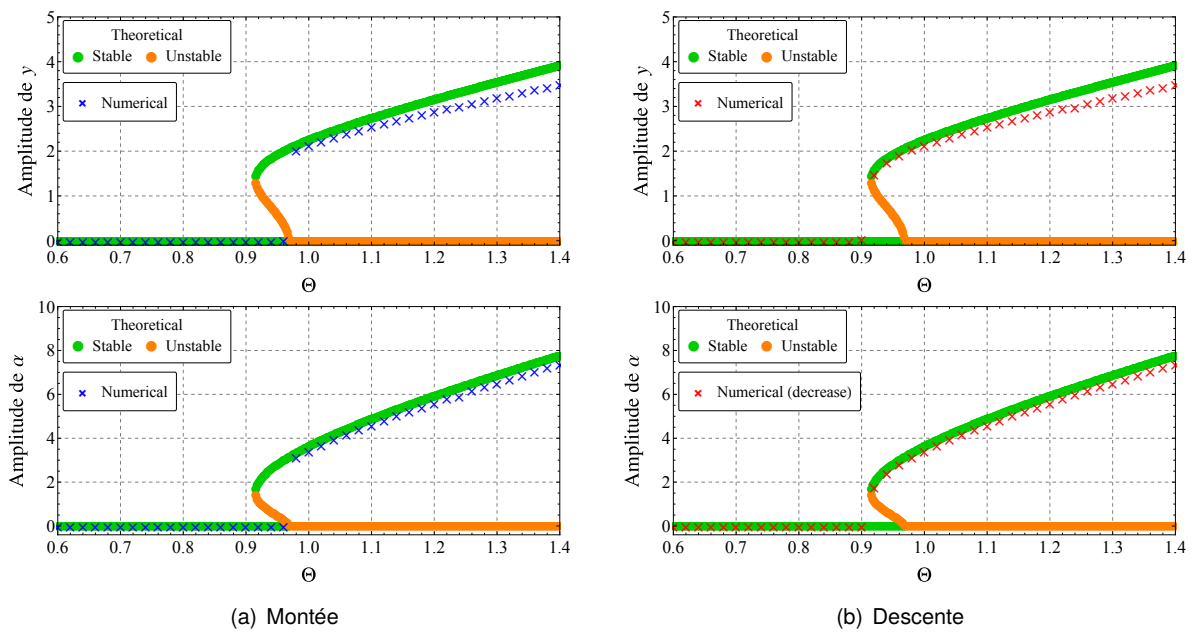 Amplitude de y
5
4
3
2
1
0
Theoretical
Stable Unstable
Numerical
0.6 0.7 0.8 0.9 1.0 1.1 1.2 1.3 1.4
Θ
Amplitude de y
5
4
3
2
1
0
Theoretical
Stable Unstable
Numerical
0.6 0.7 0.8 0.9 1.0 1.1 1.2 1.3 1.4
Θ
Amplitude de α
10
8
6
4
2
0
Theoretical
Stable Unstable
Numerical
0.6 0.7 0.8 0.9 1.0 1.1 1.2 1.3 1.4
Θ
Amplitude de α
10
8
6
4
2
0
Theoretical
Stable Unstable
Numerical (decrease)
0.6 0.7 0.8 0.9 1.0 1.1 1.2 1.3 1.4
Θ
(a) Montée
(b) Descente